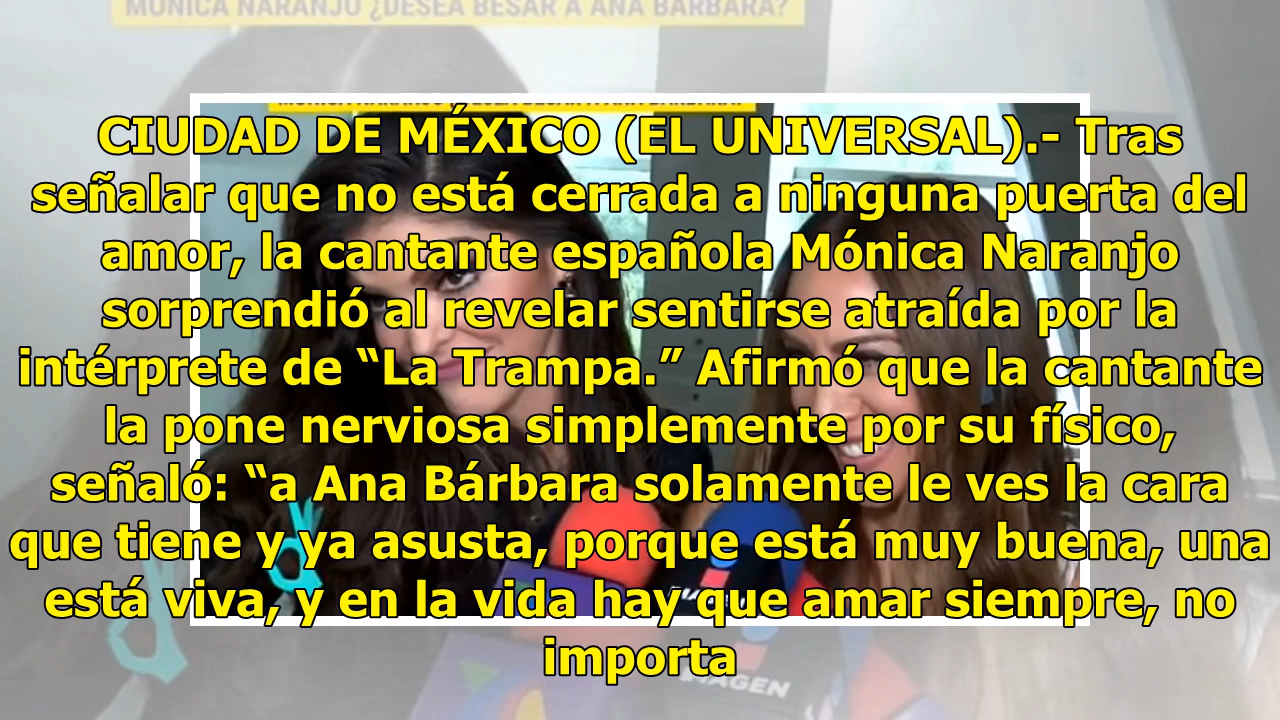 MÓNICA NARANJO ¿DESEA BESAR A ANA BÁRBARA?
CIUDAD DE MÉXICO (EL UNIVERSAL).- Tras
señalar que no está cerrada a ninguna puerta del
amor, la cantante española Mónica Naranjo
sorprendió al revelar sentirse atraída por la
intérprete de “La Trampa.” Afirmó que la cantante
la pone nerviosa simplemente por su físico,
señaló: “a Ana Bárbara solamente le ves la cara
que tiene y ya asusta, porque está muy buena, una
está viva, y en la vida hay que amar siempre, no
importa
IMAGEN